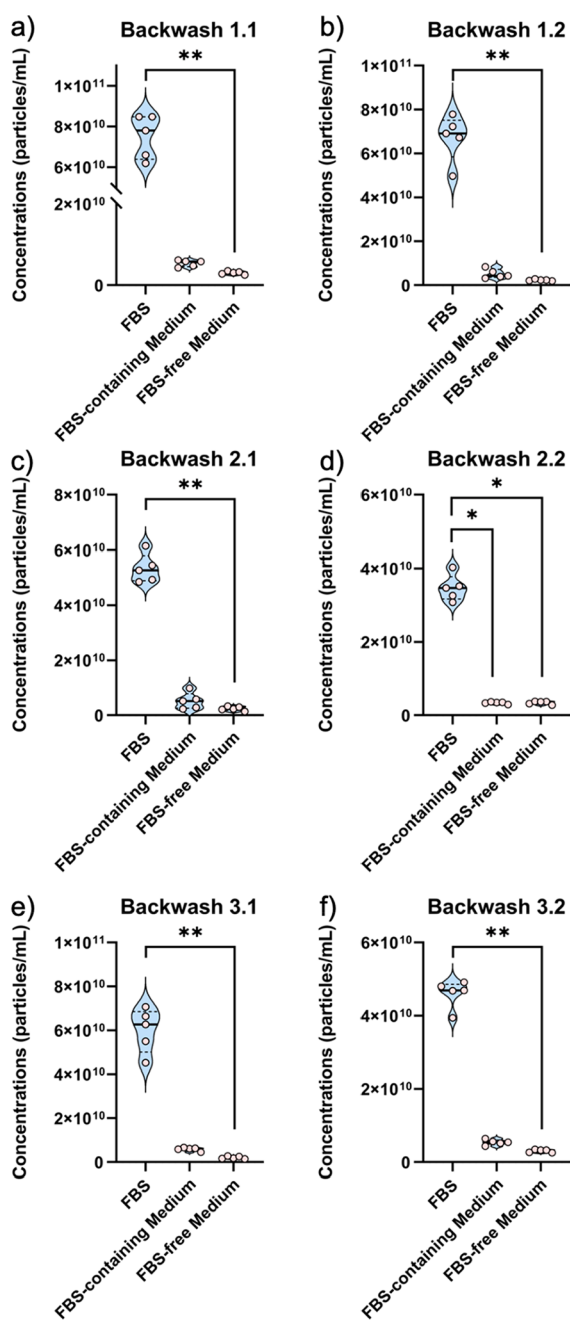 a)
Backwash 1.1
Concentrations (particles/mL)
1×10¹¹
8×10¹⁰
6×10¹⁰
2×10¹⁰
0
**
FBS
FBS-containing Medium
FBS-free Medium
b)
Backwash 1.2
Concentrations (particles/mL)
1×10¹¹
8×10¹⁰
6×10¹⁰
4×10¹⁰
2×10¹⁰
0
**
FBS
FBS-containing Medium
FBS-free Medium
c)
Backwash 2.1
Concentrations (particles/mL)
8×10¹⁰
6×10¹⁰
4×10¹⁰
2×10¹⁰
0
**
FBS
FBS-containing Medium
FBS-free Medium
d)
Backwash 2.2
Concentrations (particles/mL)
6×10¹⁰
4×10¹⁰
2×10¹⁰
0
*
*
FBS
FBS-containing Medium
FBS-free Medium
e)
Backwash 3.1
Concentrations (particles/mL)
1×10¹¹
8×10¹⁰
6×10¹⁰
4×10¹⁰
2×10¹⁰
0
**
FBS
FBS-containing Medium
FBS-free Medium
f)
Backwash 3.2
Concentrations (particles/mL)
6×10¹⁰
4×10¹⁰
2×10¹⁰
0
**
FBS
FBS-containing Medium
FBS-free Medium